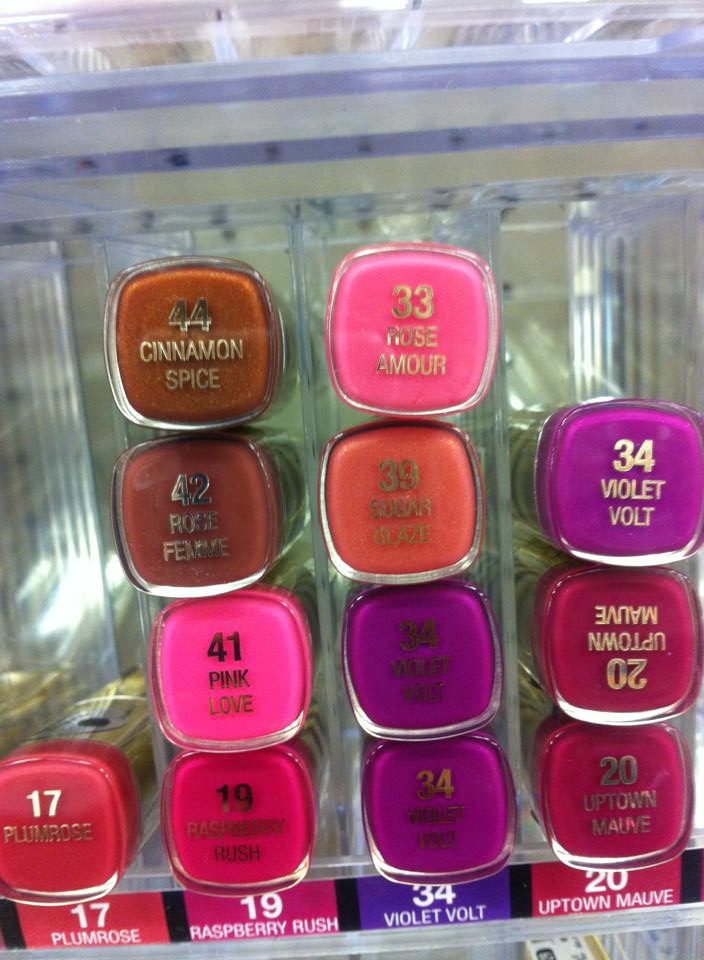 44
CINNAMON
SPICE
33
ROSE
AMOUR
42
ROSE
FEMME
39
SUGAR
GLAZE
34
VIOLET
VOLT
41
PINK
LOVE
34
VIOLET
VOLT
20
UPTOWN
MAUVE
17
PLUMROSE
19
RASPBERRY
RUSH
34
VIOLET
VOLT
20
UPTOWN
MAUVE
17
PLUMROSE
19
RASPBERRY RUSH
34
VIOLET VOLT
20
UPTOWN MAUVE